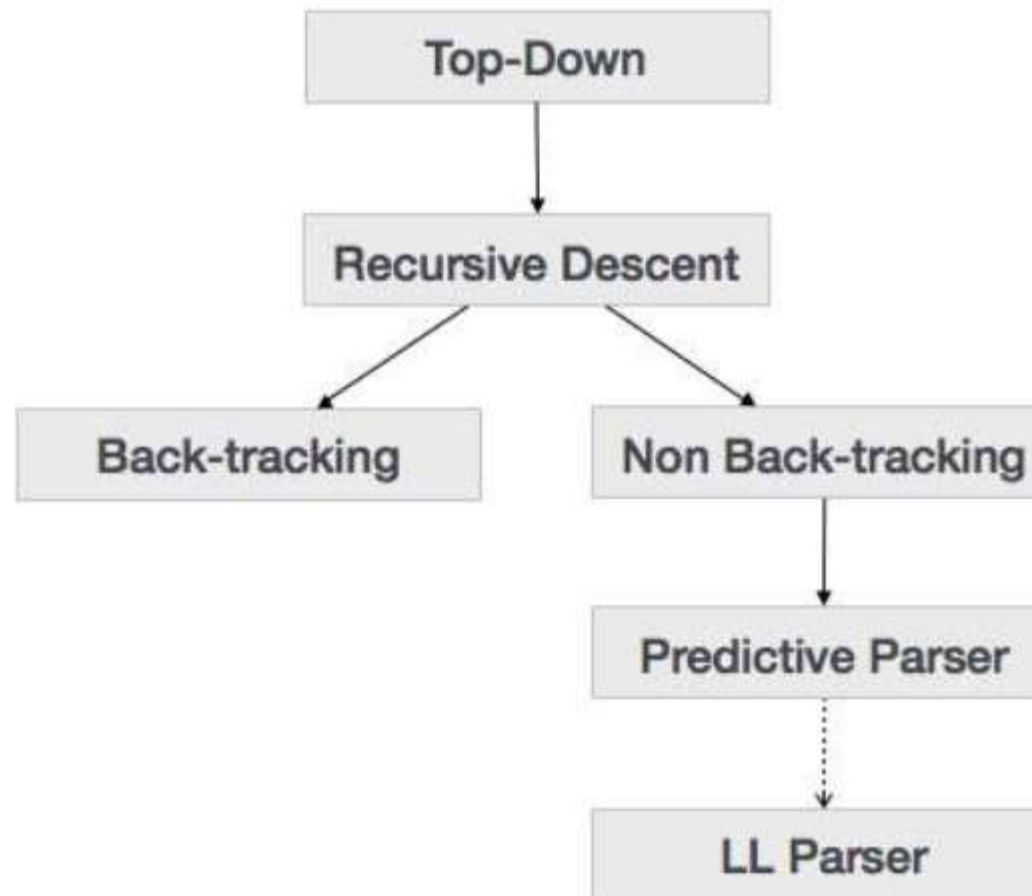 Top-Down
Recursive Descent
Back-tracking
Non Back-tracking
Predictive Parser
LL Parser